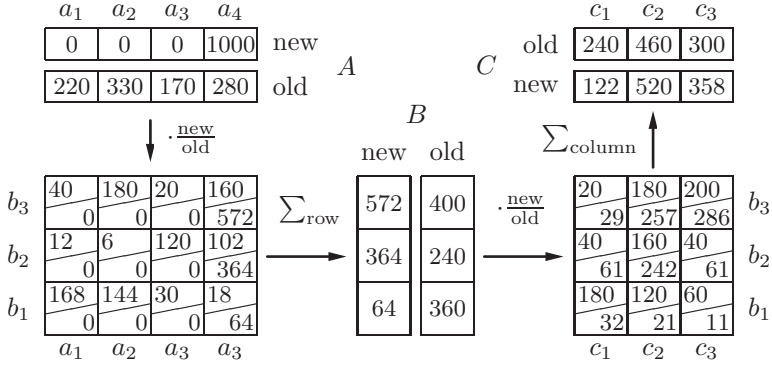 a₁ a₂ a₃ a₄
0 0 0 1000 new
220 330 170 280 old
A
· new/old
b₃ 40 180 20 160
0 0 0 572
b₂ 12 6 120 102
0 0 0 364
b₁ 168 144 30 18
0 0 0 64
a₁ a₂ a₃ a₃
∑row
B
new old
572 400
364 240
64 360
· new/old
c₁ c₂ c₃
old 240 460 300
C
new 122 520 358
∑column
20 180 200 b₃
29 257 286
40 160 40 b₂
61 242 61
180 120 60 b₁
32 21 11
c₁ c₂ c₃